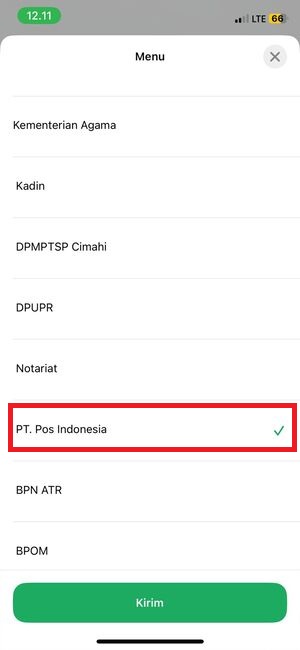 12.11
LTE 66
Menu
Kementerian Agama
Kadin
DPMPTSP Cimahi
DPUPR
Notariat
PT. Pos Indonesia
BPN ATR
BPOM
Kirim